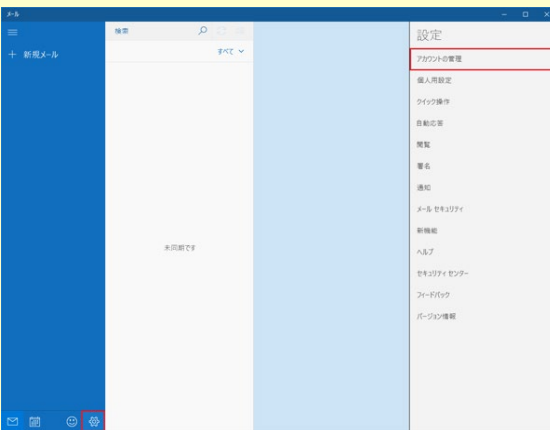 メール
新規メール
検索
すべて
未同期です
設定
アカウントの管理
個人用設定
クイック操作
自動応答
閲覧
署名
通知
メール セキュリティ
新機能
ヘルプ
セキュリティ センター
フィードバック
バージョン情報